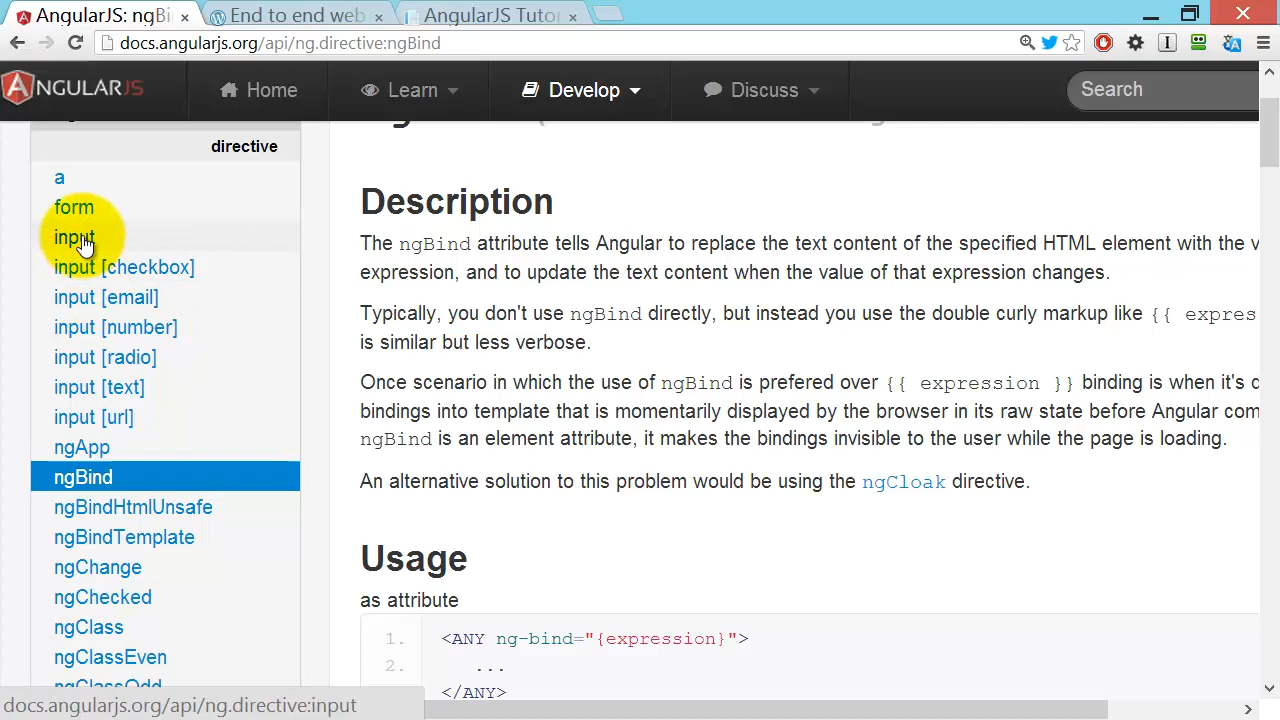 AngularJS: ngBi
End to end web
AngularJS Tutor
docs.angularjs.org/api/ng.directive:ngBind
ANGULARJS
Home
Learn
Develop
Discuss
Search
directive
a
form
input
input [checkbox]
input [email]
input [number]
input [radio]
input [text]
input [url]
ngApp
ngBind
ngBindHtmlUnsafe
ngBindTemplate
ngChange
ngChecked
ngClass
ngClassEven
ngClassOdd
Description
The ngBind attribute tells Angular to replace the text content of the specified HTML element with the v
expression, and to update the text content when the value of that expression changes.
Typically, you don't use ngBind directly, but instead you use the double curly markup like {{ expres
is similar but less verbose.
Once scenario in which the use of ngBind is prefered over {{ expression }} binding is when it's d
bindings into template that is momentarily displayed by the browser in its raw state before Angular com
ngBind is an element attribute, it makes the bindings invisible to the user while the page is loading.
An alternative solution to this problem would be using the ngCloak directive.
Usage
as attribute
1. <ANY ng-bind="{expression}">
2. ...
</ANY>
docs.angularjs.org/api/ng.directive:input